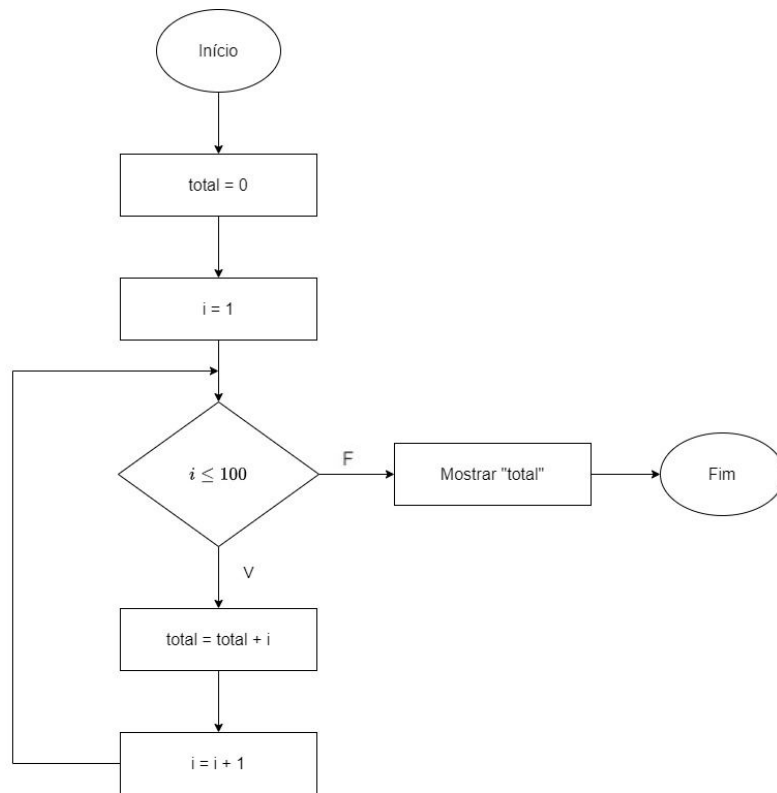 Início
total = 0
i = 1
i ≤ 100
F
Mostrar "total"
Fim
V
total = total + i
i = i + 1